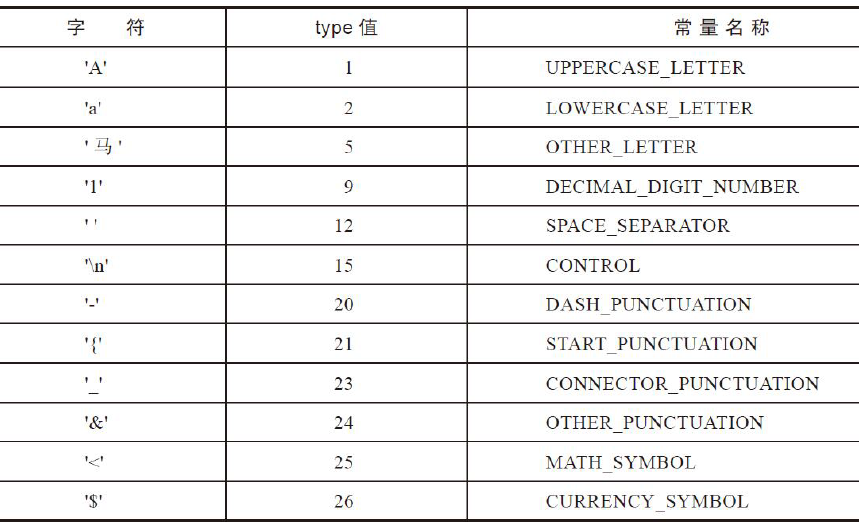 字 符 type 值 常 量 名 称
'A' 1 UPPERCASE_LETTER
'a' 2 LOWERCASE_LETTER
' 马 ' 5 OTHER_LETTER
'1' 9 DECIMAL_DIGIT_NUMBER
' ' 12 SPACE_SEPARATOR
'\n' 15 CONTROL
'-' 20 DASH_PUNCTUATION
'{' 21 START_PUNCTUATION
'_' 23 CONNECTOR_PUNCTUATION
'&' 24 OTHER_PUNCTUATION
'<' 25 MATH_SYMBOL
'$' 26 CURRENCY_SYMBOL